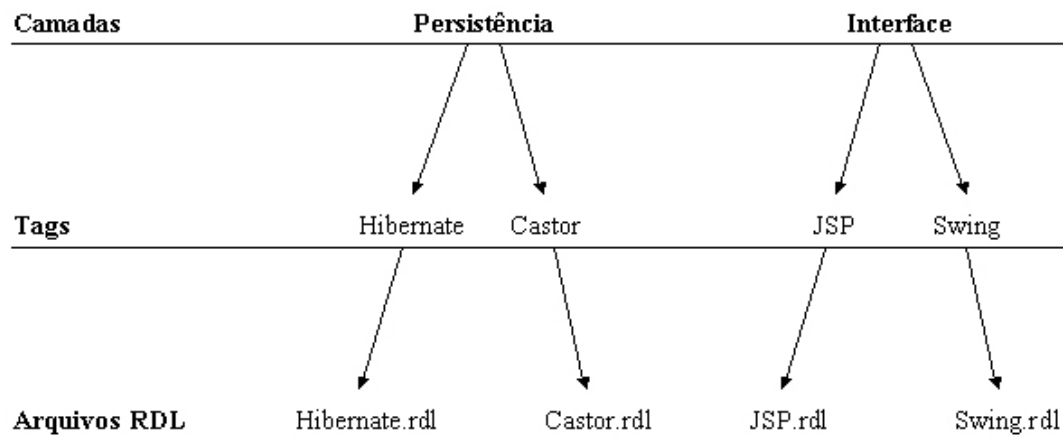 Camadas Persistência Interface
Tags Hibernate Castor JSP Swing
Arquivos RDL Hibernate.rdl Castor.rdl JSP.rdl Swing.rdl